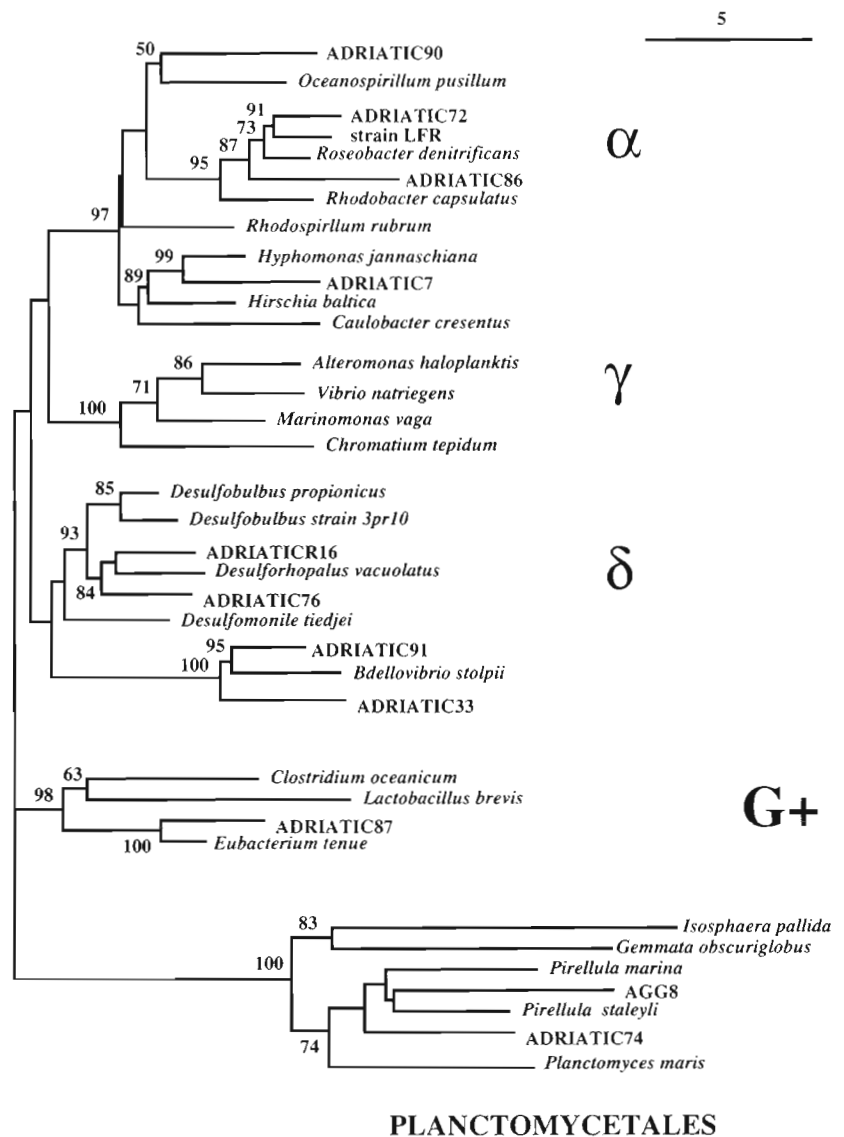 5
50
ADRIATIC90
Oceanospirillum pusillum
91
ADRIATIC72
73
strain LFR
α
87
Roseobacter denitrificans
95
ADRIATIC86
Rhodobacter capsulatus
97
Rhodospirllum rubrum
99
Hyphomonas jannaschiana
89
ADRIATIC7
Hirschia baltica
Caulobacter cresentus
86
Alteromonas haloplanktis
71
Vibrio natriegens
γ
100
Marinomonas vaga
Chromatium tepidum
85
Desulfobulbus propionicus
Desulfobulbus strain 3pr10
93
ADRIATICR16
Desulforhopalus vacuolatus
δ
84
ADRIATIC76
Desulfomonile tiedjei
95
ADRIATIC91
100
Bdellovibrio stolpii
ADRIATIC33
63
Clostridium oceanicum
98
Lactobacillus brevis
G+
ADRIATIC87
100
Eubacterium tenue
83
Isosphaera pallida
Gemmata obscuriglobus
100
Pirellula marina
AGG8
Pirellula staleyli
ADRIATIC74
74
Planctomyces maris
PLANCTOMYCETALES